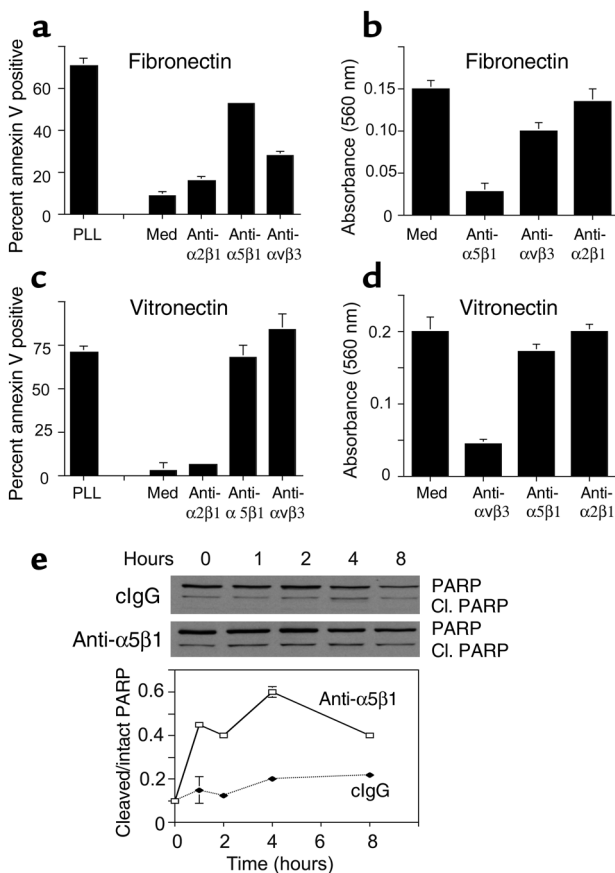 a
Fibronectin
Percent annexin V positive
60
40
20
0
PLL
Med
Anti-
α2β1
Anti-
α5β1
Anti-
αvβ3
b
Fibronectin
Absorbance (560 nm)
0.15
0.10
0.05
0
Med
Anti-
α5β1
Anti-
αvβ3
Anti-
α2β1
c
Vitronectin
Percent annexin V positive
75
50
25
0
PLL
Med
Anti-
α2β1
Anti-
α 5β1
Anti-
αvβ3
d
Vitronectin
Absorbance (560 nm)
0.2
0.1
0
Med
Anti-
αvβ3
Anti-
α5β1
Anti-
α2β1
e
Hours 0 1 2 4 8
cIgG
PARP
Cl. PARP
Anti-α5β1
PARP
Cl. PARP
Cleaved/intact PARP
0.6
0.4
0.2
0
Anti-α5β1
cIgG
0 2 4 6 8
Time (hours)